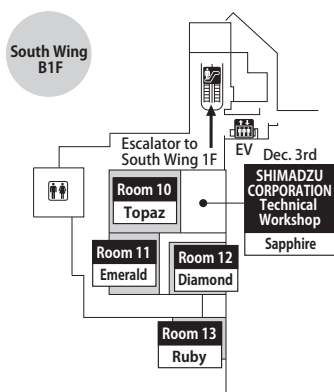 South Wing
B1F
Escalator to
South Wing 1F
EV
Dec. 3rd
SHIMADZU
CORPORATION
Technical
Workshop
Sapphire
Room 10
Topaz
Room 11
Emerald
Room 12
Diamond
Room 13
Ruby